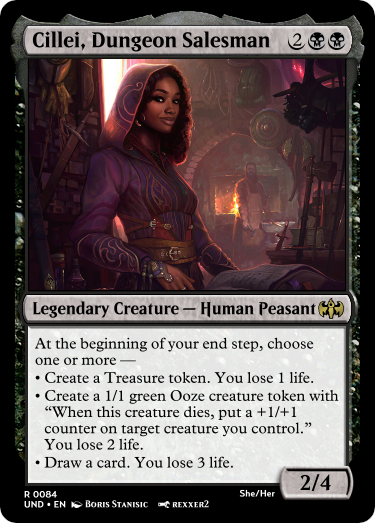 Cillei, Dungeon Salesman 2
Legendary Creature — Human Peasant
At the beginning of your end step, choose
one or more —
• Create a Treasure token. You lose 1 life.
• Create a 1/1 green Ooze creature token with
“When this creature dies, put a +1/+1
counter on target creature you control.”
You lose 2 life.
• Draw a card. You lose 3 life.
2/4
R 0084
She/Her
UND • EN Boris Stanisic rexxer2